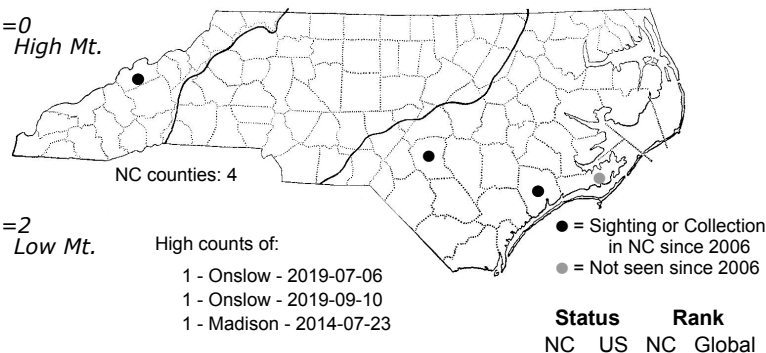 =0
High Mt.
NC counties: 4
=2
Low Mt.
High counts of:
1 - Onslow - 2019-07-06
1 - Onslow - 2019-09-10
1 - Madison - 2014-07-23
= Sighting or Collection
in NC since 2006
= Not seen since 2006
Status Rank
NC US NC Global